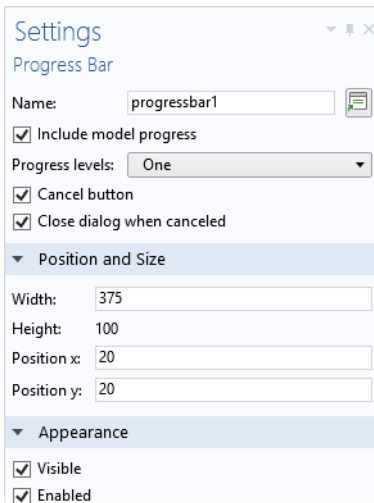 Settings
Progress Bar
Name: progressbar1
Include model progress
Progress levels: One
Cancel button
Close dialog when canceled
Position and Size
Width: 375
Height: 100
Position x: 20
Position y: 20
Appearance
Visible
Enabled